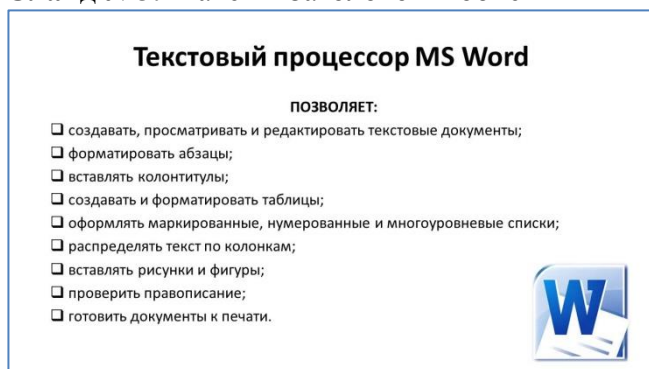 Текстовый процессор MS Word
ПОЗВОЛЯЕТ:
создавать, просматривать и редактировать текстовые документы;
форматировать абзацы;
вставлять колонтитулы;
создавать и форматировать таблицы;
оформлять маркированные, нумерованные и многоуровневые списки;
распределять текст по колонкам;
вставлять рисунки и фигуры;
проверить правописание;
готовить документы к печати.
W